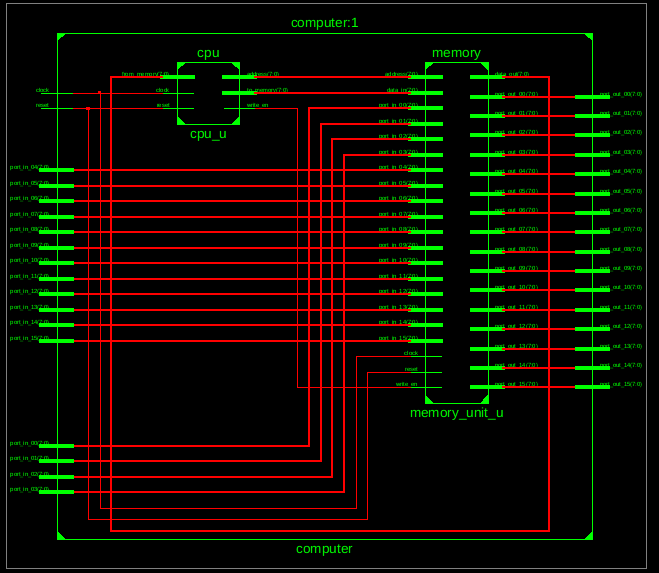 computer:1
cpu
memory
from_memory(7:0)
address(7:0)
address(7:0)
data_out(7:0)
clock
clock
to_memory(7:0)
data_in(7:0)
port_out_00(7:0)
port_out_00(7:0)
reset
reset
write_en
port_in_00(7:0)
port_out_01(7:0)
port_out_01(7:0)
cpu_u
port_in_01(7:0)
port_out_02(7:0)
port_out_02(7:0)
port_in_02(7:0)
port_in_03(7:0)
port_out_03(7:0)
port_out_03(7:0)
port_in_04(7:0)
port_in_04(7:0)
port_out_04(7:0)
port_out_04(7:0)
port_in_05(7:0)
port_in_05(7:0)
port_out_05(7:0)
port_out_05(7:0)
port_in_06(7:0)
port_in_06(7:0)
port_out_06(7:0)
port_out_06(7:0)
port_in_07(7:0)
port_in_07(7:0)
port_out_07(7:0)
port_out_07(7:0)
port_in_08(7:0)
port_in_08(7:0)
port_out_08(7:0)
port_out_08(7:0)
port_in_09(7:0)
port_in_09(7:0)
port_out_09(7:0)
port_out_09(7:0)
port_in_10(7:0)
port_in_10(7:0)
port_out_10(7:0)
port_out_10(7:0)
port_in_11(7:0)
port_in_11(7:0)
port_out_11(7:0)
port_out_11(7:0)
port_in_12(7:0)
port_in_12(7:0)
port_out_12(7:0)
port_out_12(7:0)
port_in_13(7:0)
port_in_13(7:0)
port_out_13(7:0)
port_out_13(7:0)
port_in_14(7:0)
port_in_14(7:0)
port_in_15(7:0)
port_in_15(7:0)
clock
port_out_14(7:0)
port_out_14(7:0)
reset
write_en
port_out_15(7:0)
port_out_15(7:0)
memory_unit_u
port_in_00(7:0)
port_in_01(7:0)
port_in_02(7:0)
port_in_03(7:0)
computer